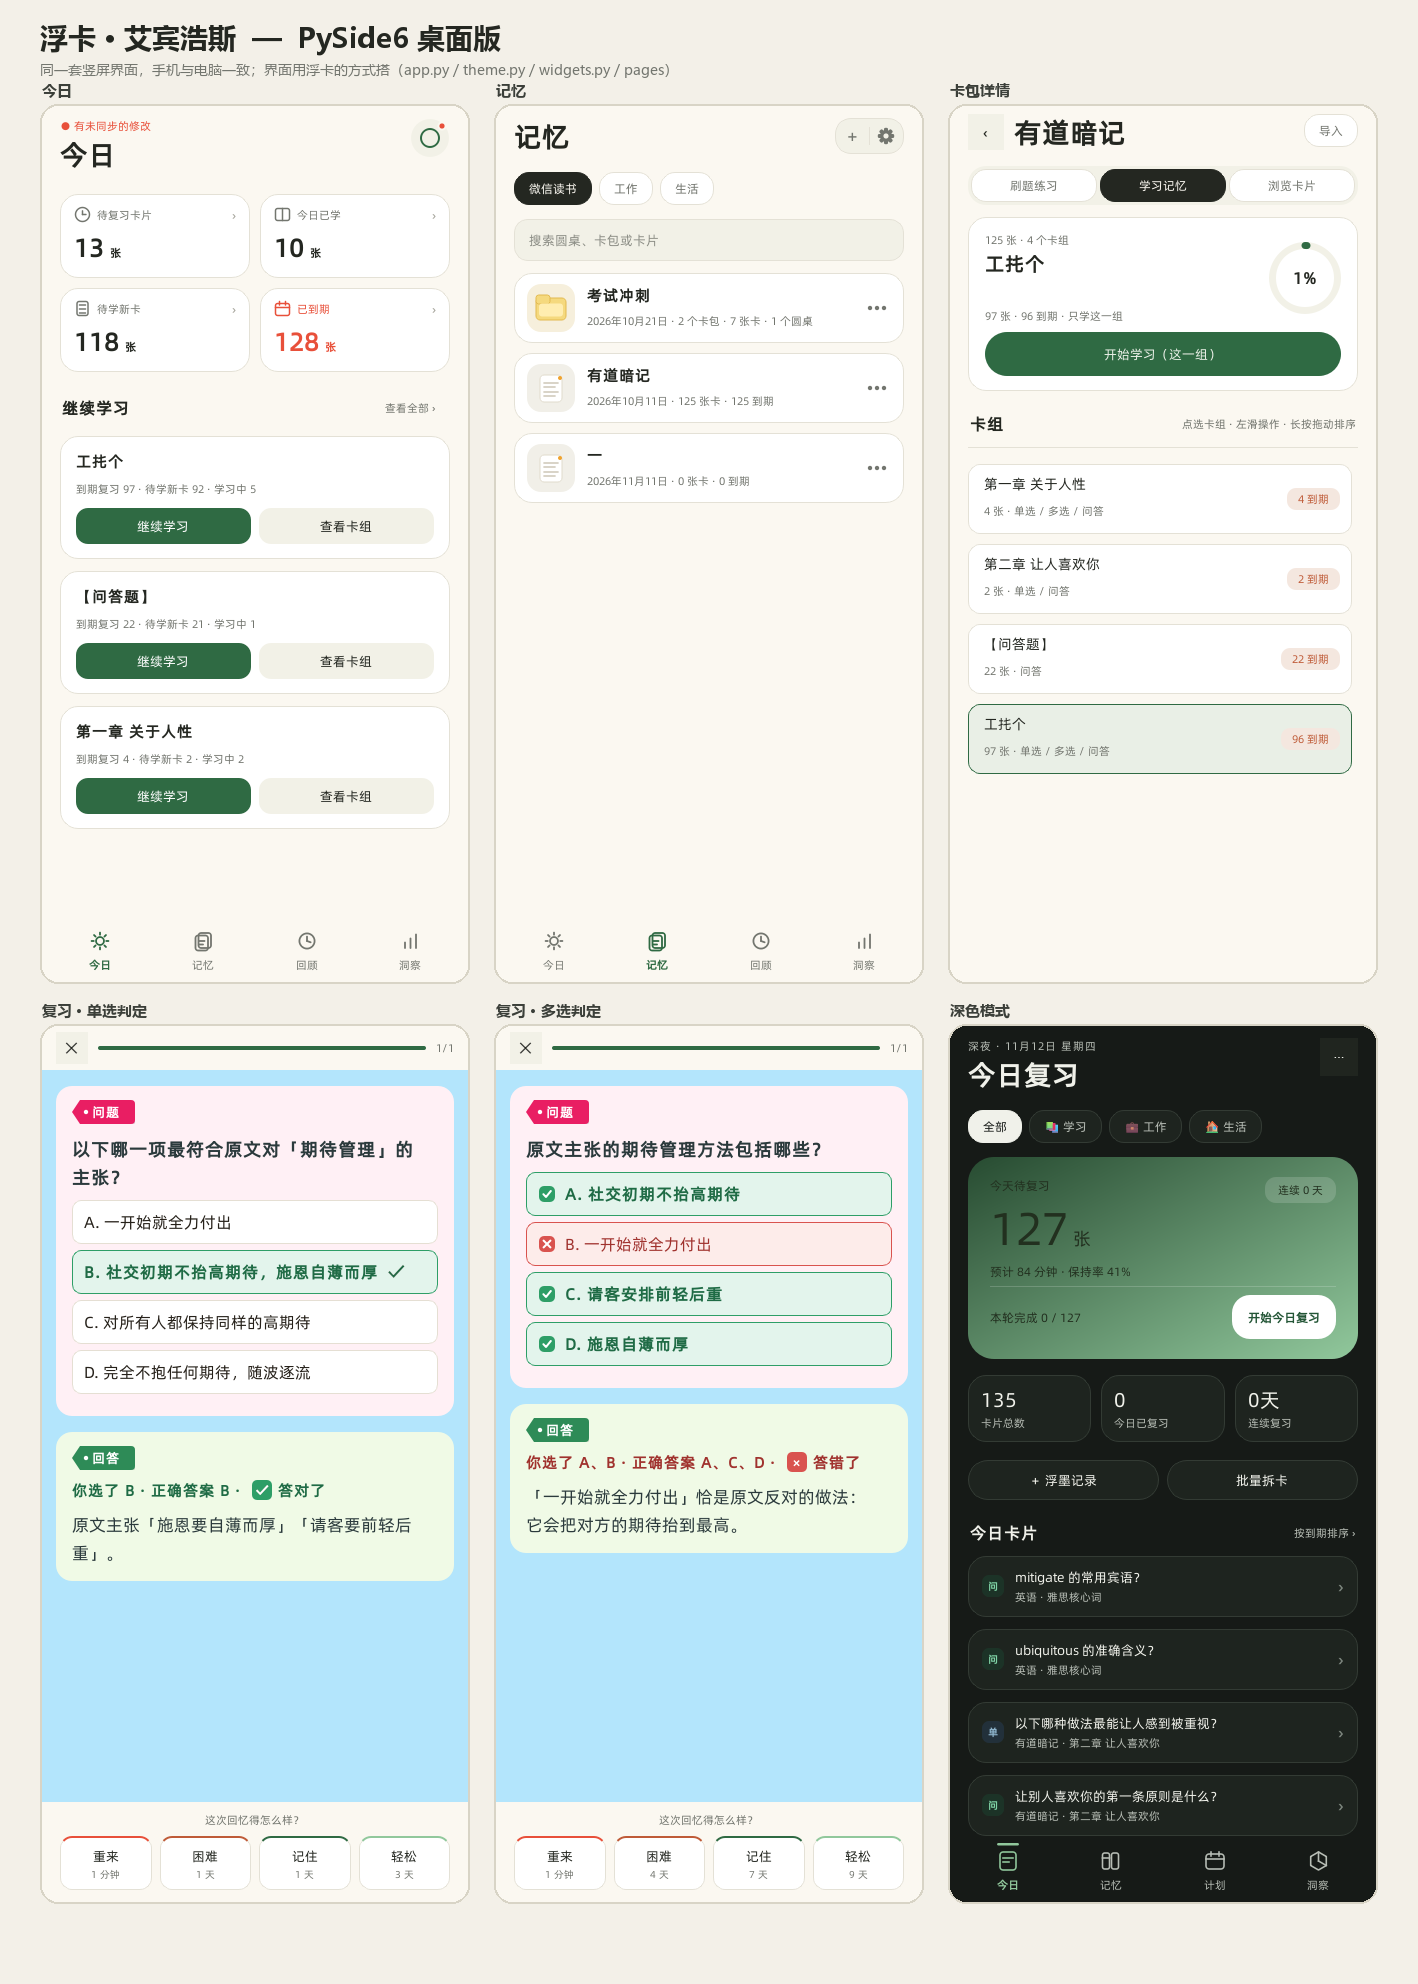 浮卡 • 艾宾浩斯 — PySide6 桌面版
同一套竖屏界面，手机与电脑一致；界面用浮卡的方式搭（app.py / theme.py / widgets.py / pages）
今日
● 有未同步的修改
今日
待复习卡片 ›
13 张
今日已学 ›
10 张
待学新卡 ›
118 张
已到期 ›
128 张
继续学习
查看全部 ›
工扥个
到期复习 97 · 待学新卡 92 · 学习中 5
继续学习
查看卡组
【问答题】
到期复习 22 · 待学新卡 21 · 学习中 1
继续学习
查看卡组
第一章 关于人性
到期复习 4 · 待学新卡 2 · 学习中 2
继续学习
查看卡组
今日
记忆
回顾
洞察
记忆
记忆
+
微信读书
工作
生活
搜索圆桌、卡包或卡片
考试冲刺
2026年10月21日 · 2 个卡包 · 7 张卡 · 1 个圆桌
•••
有道暗记
2026年10月11日 · 125 张卡 · 125 到期
•••
一
2026年11月11日 · 0 张卡 · 0 到期
•••
今日
记忆
回顾
洞察
卡包详情
‹
有道暗记
导入
刷题练习
学习记忆
浏览卡片
125 张 · 4 个卡组
工扥个
1%
97 张 · 96 到期 · 只学这一组
开始学习（这一组）
卡组
点选卡组 · 左滑操作 · 长按拖动排序
第一章 关于人性
4 张 · 单选 / 多选 / 问答
4 到期
第二章 让人喜欢你
2 张 · 单选 / 问答
2 到期
【问答题】
22 张 · 问答
22 到期
工扥个
97 张 · 单选 / 多选 / 问答
96 到期
复习 • 单选判定
1/1
• 问题
以下哪一项最符合原文对「期待管理」的
主张？
A. 一开始就全力付出
B. 社交初期不抬高期待，施恩自薄而厚 ✓
C. 对所有人都保持同样的高期待
D. 完全不抱任何期待，随波逐流
• 回答
你选了 B · 正确答案 B · ✓ 答对了
原文主张「施恩要自薄而厚」「请客要前轻后
重」。
这次回忆得怎么样？
重来
1 分钟
困难
1 天
记住
1 天
轻松
3 天
复习 • 多选判定
1/1
• 问题
原文主张的期待管理方法包括哪些？
A. 社交初期不抬高期待
B. 一开始就全力付出
C. 请客安排前轻后重
D. 施恩自薄而厚
• 回答
你选了 A、B · 正确答案 A、C、D · × 答错了
「一开始就全力付出」恰是原文反对的做法：
它会把对方的期待抬到最高。
这次回忆得怎么样？
重来
1 分钟
困难
4 天
记住
7 天
轻松
9 天
深色模式
深夜 · 11月12日 星期四
今日复习
…
全部
学习
工作
生活
今天待复习
连续 0 天
127 张
预计 84 分钟 · 保持率 41%
本轮完成 0 / 127
开始今日复习
135
卡片总数
0
今日已复习
0天
连续复习
+ 浮墨记录
批量拆卡
今日卡片
按到期排序 ›
问
mitigate 的常用宾语？
英语 · 雅思核心词
›
问
ubiquitous 的准确含义？
英语 · 雅思核心词
›
单
以下哪种做法最能让人感到被重视？
有道暗记 · 第二章 让人喜欢你
›
问
让别人喜欢你的第一条原则是什么？
有道暗记 · 第二章 让人喜欢你
›
今日
记忆
计划
洞察